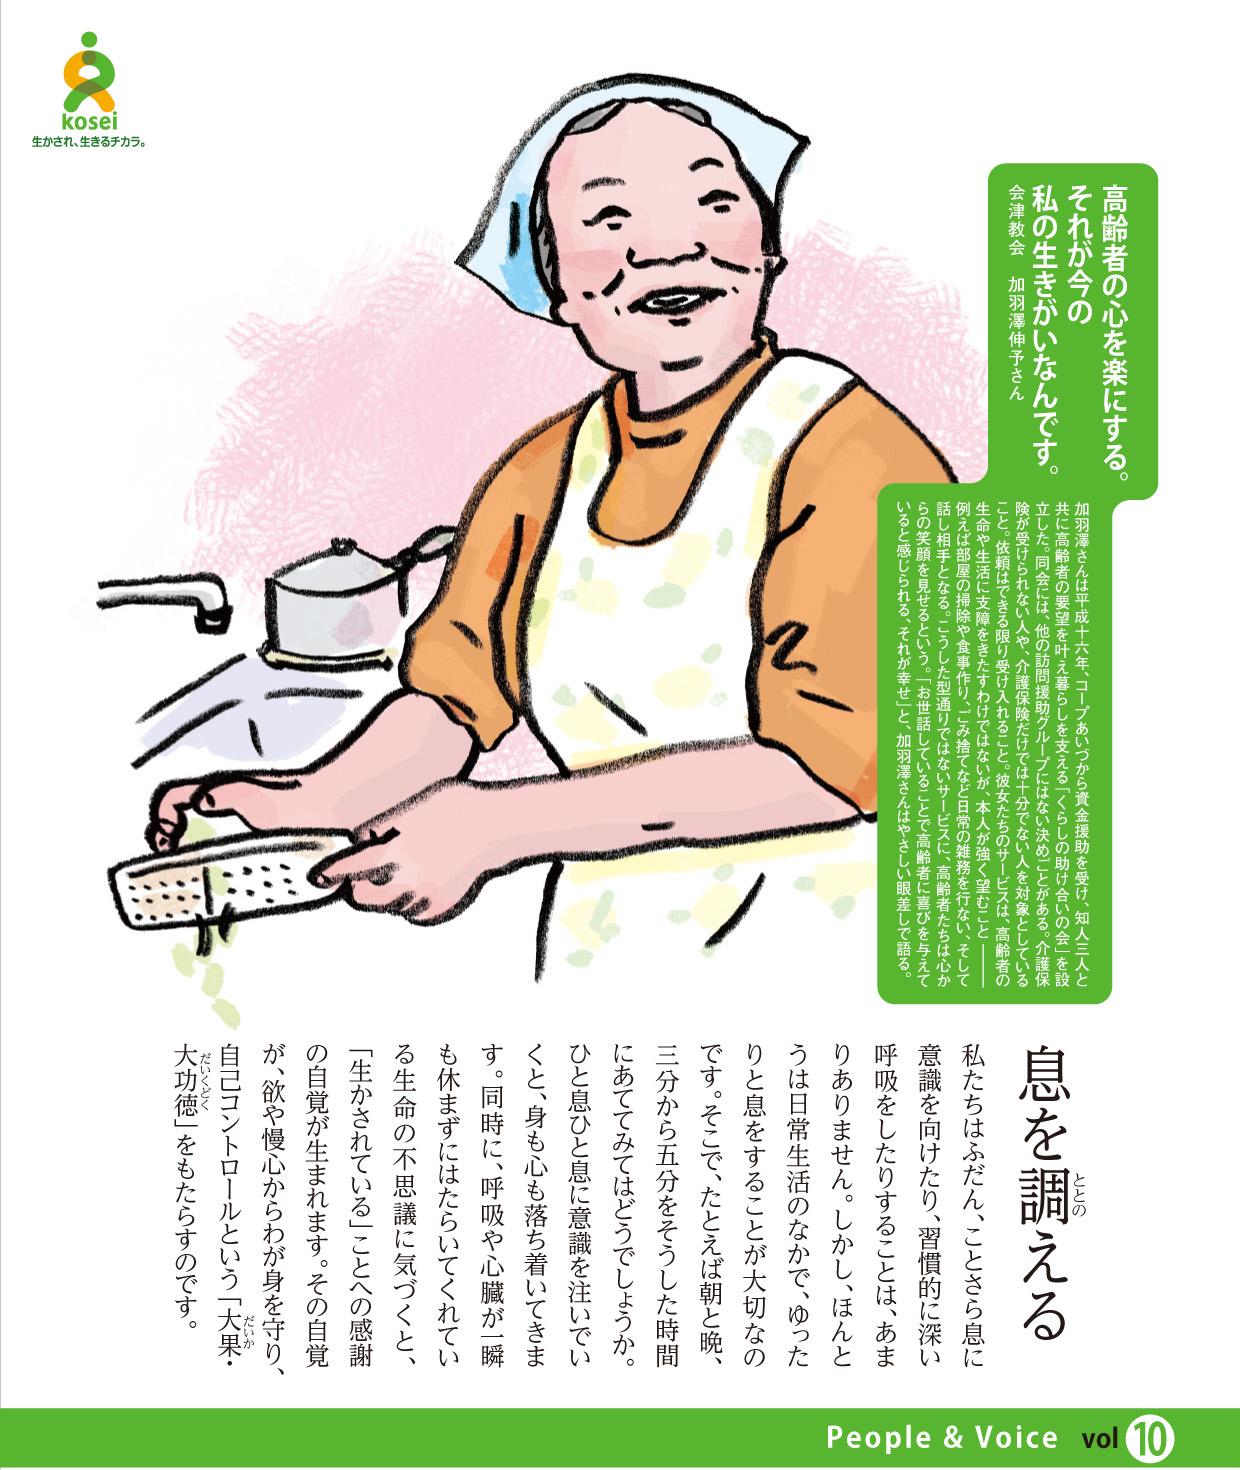 kosei
生かされ、生きるチカラ。
高齢者の心を楽にする。
それが今の
私の生きがいなんです。
会津教会　加羽澤伸予さん
加羽澤さんは平成十六年、コープあいづから資金援助を受け、知人三人と
共に高齢者の要望を叶え暮らしを支える「くらしの助け合いの会」を設
立した。同会には、他の訪問援助グループにはない決めごとがある。介護保
険が受けられない人や、介護保険だけでは十分でない人を対象としている
こと。依頼はできる限り受け入れること。彼女たちのサービスは、高齢者の
生命や生活に支障をきたすわけではないが、本人が強く望むこと――
例えば部屋の掃除や食事作り、ごみ捨てなど日常の雑務を行ない、そして
話し相手となる。こうした型通りではないサービスに、高齢者たちは心か
らの笑顔を見せるという。「お世話していることで高齢者に喜びを与えて
いると感じられる、それが幸せ」と、加羽澤さんはやさしい眼差しで語る。
息を調える
ととの
私たちはふだん、ことさら息に
意識を向けたり、習慣的に深い
呼吸をしたりすることは、あま
りありません。しかし、ほんと
うは日常生活のなかで、ゆった
りと息をすることが大切なの
です。そこで、たとえば朝と晩、
三分から五分をそうした時間
にあててみてはどうでしょうか。
ひと息ひと息に意識を注いでい
くと、身も心も落ち着いてきま
す。同時に、呼吸や心臓が一瞬
も休まずにはたらいてくれてい
る生命の不思議に気づくと、
「生かされている」ことへの感謝
の自覚が生まれます。その自覚
が、欲や慢心からわが身を守り、
自己コントロールという「大果・
だいか
大功徳」をもたらすのです。
だいくどく
People & Voice vol 10